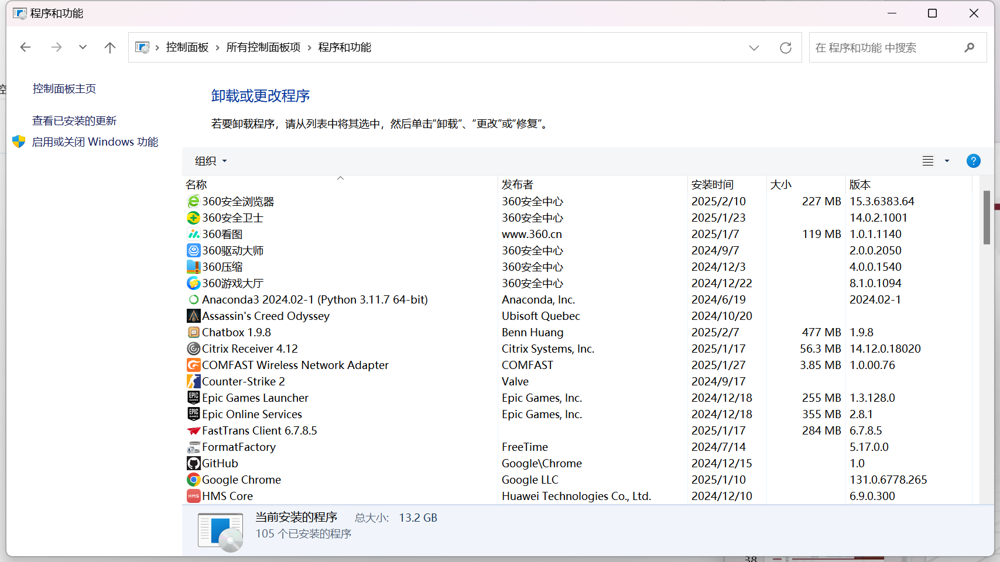 程序和功能
控制面板 所有控制面板项 程序和功能
在 程序和功能 中搜索
控制面板主页
查看已安装的更新
启用或关闭 Windows 功能
卸载或更改程序
若要卸载程序，请从列表中将其选中，然后单击“卸载”、“更改”或“修复”。
组织
名称 发布者 安装时间 大小 版本
360安全浏览器 360安全中心 2025/2/10 227 MB 15.3.6383.64
360安全卫士 360安全中心 2025/1/23 14.0.2.1001
360看图 www.360.cn 2025/1/7 119 MB 1.0.1.1140
360驱动大师 360安全中心 2024/9/7 2.0.0.2050
360压缩 360安全中心 2024/12/3 4.0.0.1540
360游戏大厅 360安全中心 2024/12/22 8.1.0.1094
Anaconda3 2024.02-1 (Python 3.11.7 64-bit) Anaconda, Inc. 2024/6/19 2024.02-1
Assassin's Creed Odyssey Ubisoft Quebec 2024/10/20
Chatbox 1.9.8 Benn Huang 2025/2/7 477 MB 1.9.8
Citrix Receiver 4.12 Citrix Systems, Inc. 2025/1/17 56.3 MB 14.12.0.18020
COMFAST Wireless Network Adapter COMFAST 2025/1/27 3.85 MB 1.0.00.76
Counter-Strike 2 Valve 2024/9/17
Epic Games Launcher Epic Games, Inc. 2024/12/18 255 MB 1.3.128.0
Epic Online Services Epic Games, Inc. 2024/12/18 355 MB 2.8.1
FastTrans Client 6.7.8.5 2025/1/17 284 MB 6.7.8.5
FormatFactory FreeTime 2024/7/14 5.17.0.0
GitHub Google\Chrome 2024/12/15 1.0
Google Chrome Google LLC 2025/1/10 131.0.6778.265
HMS Core Huawei Technologies Co., Ltd. 2024/12/10 6.9.0.300
当前安装的程序 总大小: 13.2 GB
105 个已安装的程序